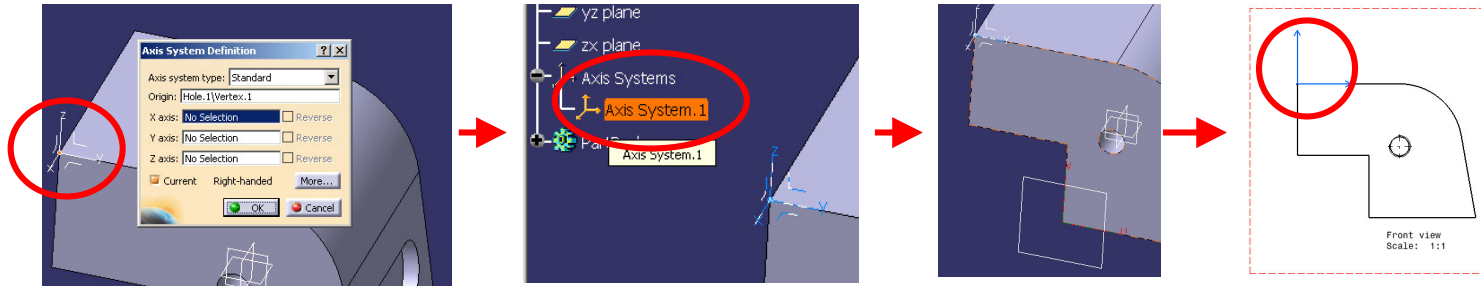 Axis System Definition
Axis system type: Standard
Origin: Hole.1\Vertex.1
X axis: No Selection Reverse
Y axis: No Selection Reverse
Z axis: No Selection Reverse
Current Right-handed More...
OK Cancel
Z
Y
X
yz plane
zx plane
Axis Systems
Axis System.1
Axis System.1
Z
Y
Z
X
V
U
Front view
Scale: 1:1